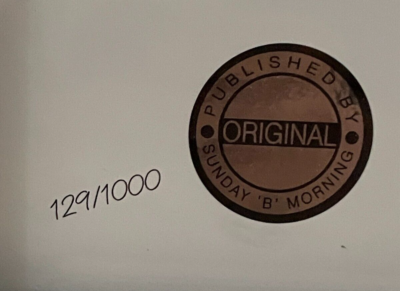 PUBLISHED BY
ORIGINAL
SUNDAY 'B' MORNING
129/1000